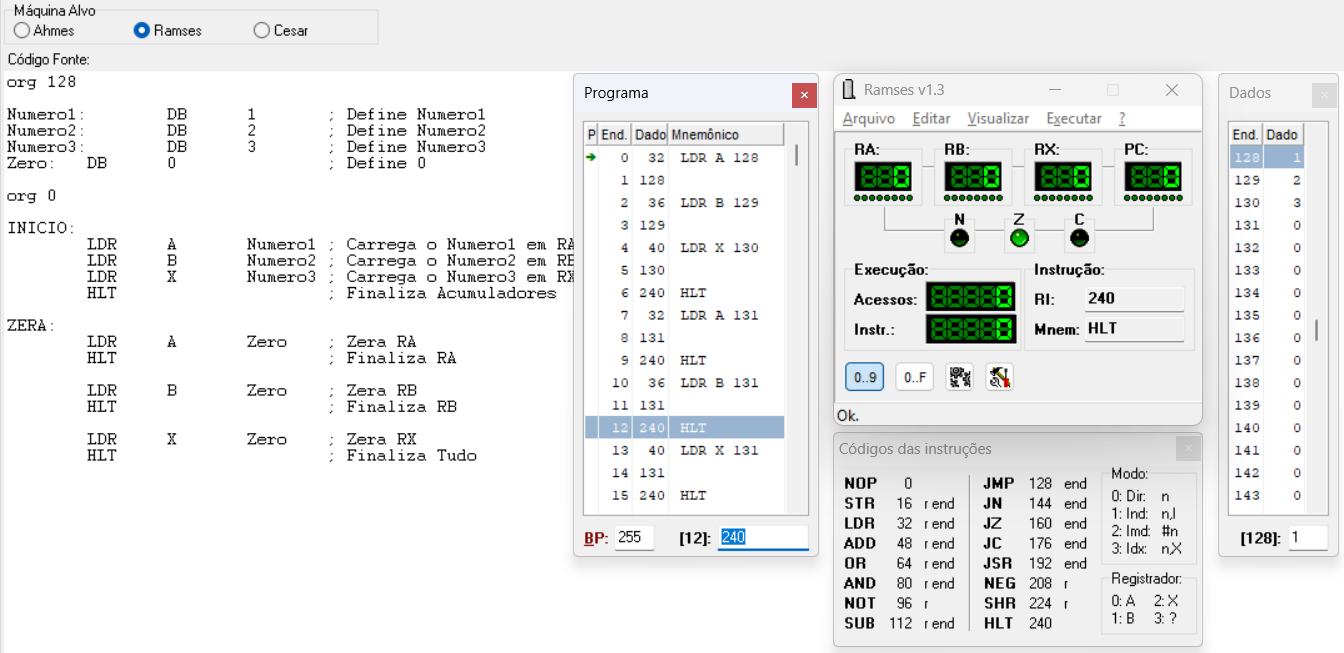 Máquina Alvo
Ahmes Ramses Cesar
Código Fonte:
org 128
Numero1: DB 1 ; Define Numero1
Numero2: DB 2 ; Define Numero2
Numero3: DB 3 ; Define Numero3
Zero: DB 0 ; Define 0
org 0
INICIO:
LDR A Numero1 ; Carrega o Numero1 em RA
LDR B Numero2 ; Carrega o Numero2 em RB
LDR X Numero3 ; Carrega o Numero3 em RX
HLT ; Finaliza Acumuladores
ZERA:
LDR A Zero ; Zera RA
HLT ; Finaliza RA
LDR B Zero ; Zera RB
HLT ; Finaliza RB
LDR X Zero ; Zera RX
HLT ; Finaliza Tudo
Programa
P End. Dado Mnemônico
0 32 LDR A 128
1 128
2 36 LDR B 129
3 129
4 40 LDR X 130
5 130
6 240 HLT
7 32 LDR A 131
8 131
9 240 HLT
10 36 LDR B 131
11 131
12 240 HLT
13 40 LDR X 131
14 131
15 240 HLT
BP: 255 [12]: 240
Ramses v1.3
Arquivo Editar Visualizar Executar ?
RA: RB: RX: PC:
0 0 0 0
N Z C
Execução:
Acessos: 0
Instr.: 0
Instrução:
RI: 240
Mnem: HLT
0..9 0..F
Ok.
Códigos das instruções
NOP 0
STR 16 r end
LDR 32 r end
ADD 48 r end
OR 64 r end
AND 80 r end
NOT 96 r
SUB 112 r end
JMP 128 end
JN 144 end
JZ 160 end
JC 176 end
JSR 192 end
NEG 208 r
SHR 224 r
HLT 240
Modo:
0: Dir: n
1: Ind: n,I
2: Imd: #n
3: Idx: n,X
Registrador:
0: A 2: X
1: B 3: ?
Dados
End. Dado
128 1
129 2
130 3
131 0
132 0
133 0
134 0
135 0
136 0
137 0
138 0
139 0
140 0
141 0
142 0
143 0
[128]: 1